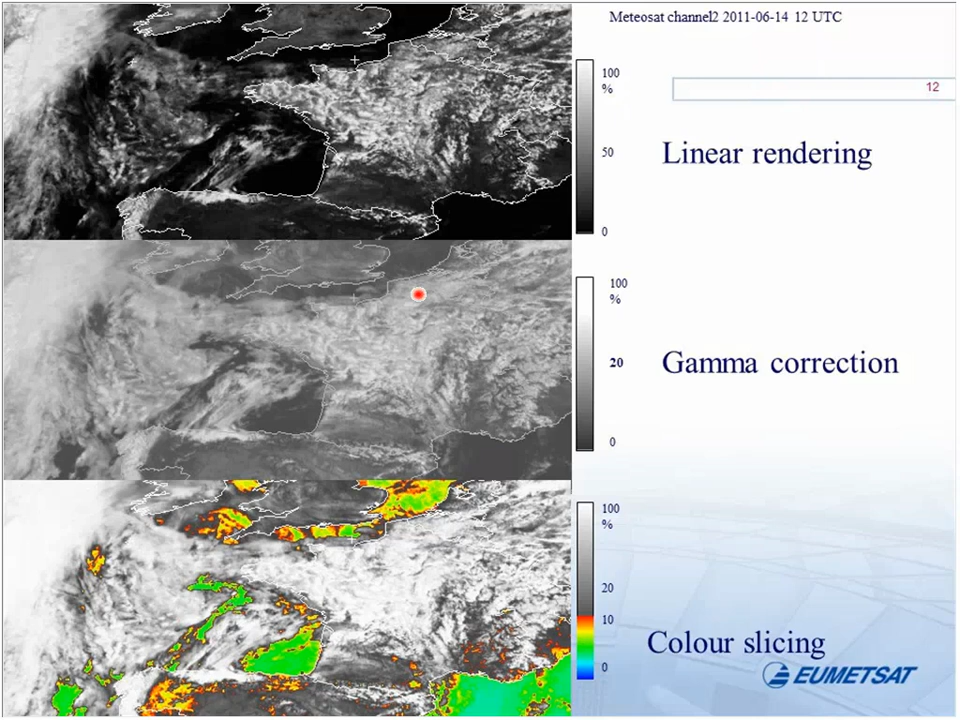 Meteosat channel2 2011-06-14 12 UTC
12
100
%
50
0
Linear rendering
100
%
20
0
Gamma correction
100
%
20
10
0
Colour slicing
EUMETSAT